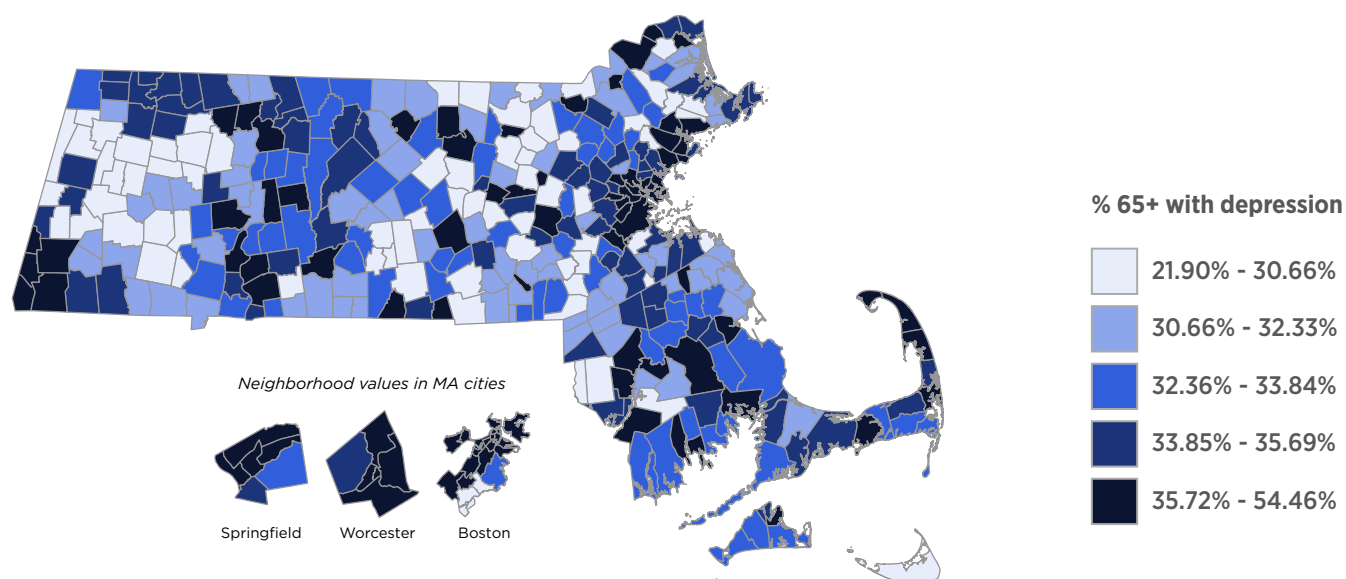 % 65+ with depression
21.90% - 30.66%
30.66% - 32.33%
32.36% - 33.84%
33.85% - 35.69%
35.72% - 54.46%
Neighborhood values in MA cities
Springfield
Worcester
Boston